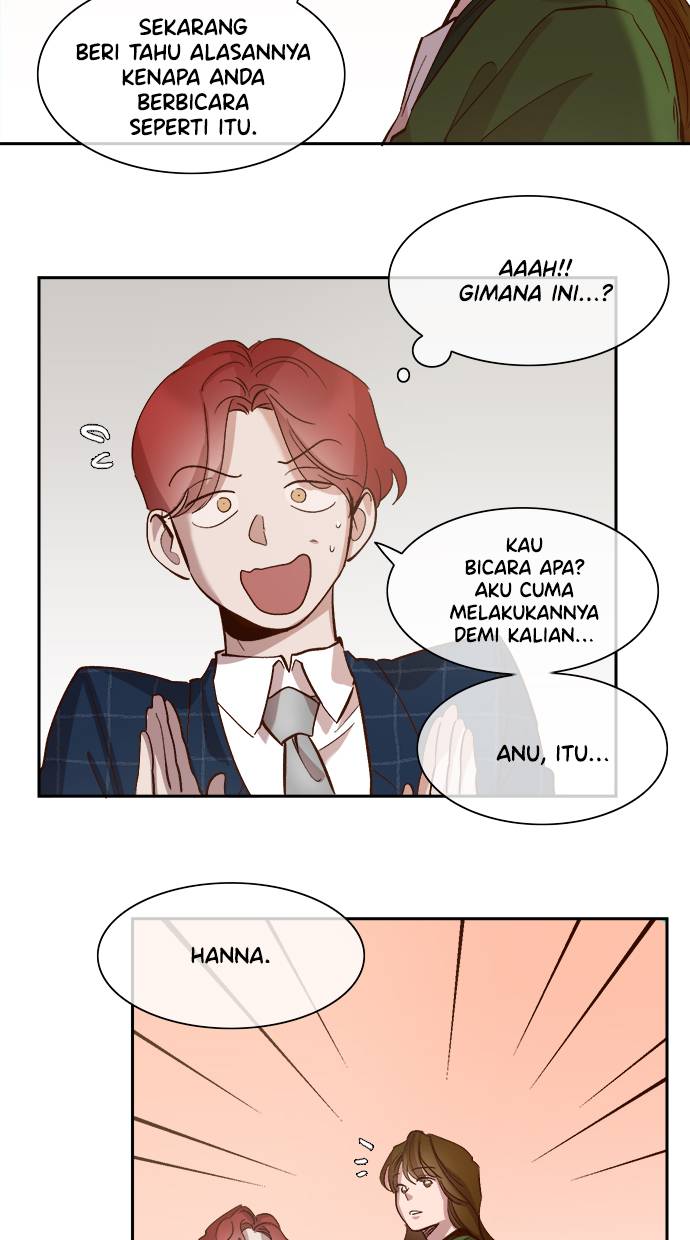 SEKARANG
BERI TAHU ALASANNYA
KENAPA ANDA
BERBICARA
SEPERTI ITU.
AAAH!!
GIMANA INI...?
KAU
BICARA APA?
AKU CUMA
MELAKUKANNYA
DEMI KALIAN...
ANU, ITU...
HANNA.